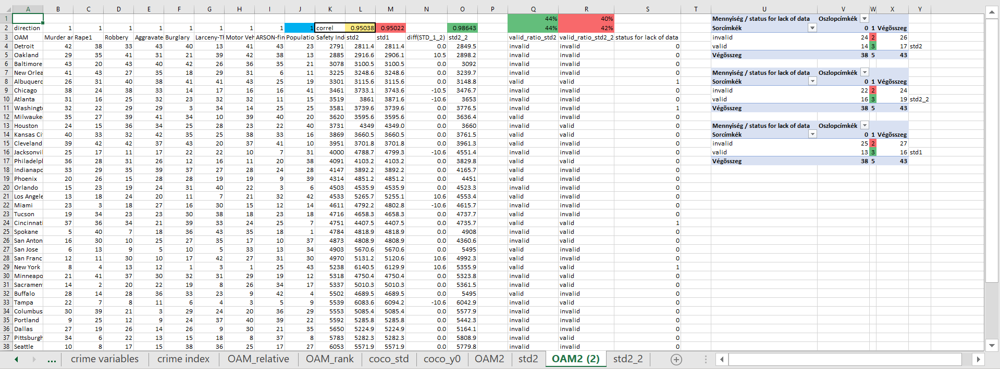 A B C D E F G H I J K L M N O P Q R S T U V W X Y
1 44% 40% Mennyiség / status for lack of data Oszlopcímkék
2 direction 1 1 1 1 1 1 1 1 1 correl 0.95038 0.95022 0.98643 44% 42% Sorcímkék 0 1 Végösszeg
3 OAM Murder ar Rape1 Robbery Aggravate Burglary Larceny-Th Motor Veh ARSON-fin Populatio Safety Ind std2 std1 diff(STD_1_2) std2_2 valid_ratio_std2 valid_ratio_std2_2 status for lack of data invalid 24 2 26
4 Detroit 42 38 33 43 40 13 41 43 23 2791 2811.4 2811.4 0.0 2849.5 invalid invalid 0 valid 14 3 17 std2
5 Oakland 29 35 41 31 21 39 42 38 13 2885 2916.6 2906.1 10.5 2898.2 invalid invalid 0 Végösszeg 38 5 43
6 Baltimore 43 20 43 40 42 26 36 35 21 3078 3100.5 3100.5 0.0 3092 invalid invalid 0
7 New Orlea 41 43 27 35 18 29 31 6 11 3225 3248.6 3248.6 0.0 3239.7 invalid invalid 0 Mennyiség / status for lack of data Oszlopcímkék
8 Albuquerc 26 31 40 38 41 41 43 25 19 3301 3115.6 3115.6 0.0 3148.8 valid valid 1 Sorcímkék 0 1 Végösszeg
9 Chicago 38 24 38 33 14 17 16 16 41 3461 3733.1 3743.6 -10.5 3476.7 invalid invalid 0 invalid 22 2 24
10 Atlanta 31 16 25 32 23 32 32 11 15 3519 3861 3871.6 -10.6 3653 invalid invalid 0 valid 16 3 19 std2_2
11 Washingt 32 22 29 29 3 34 14 25 25 3581 3739.6 3739.6 0.0 3776.5 invalid invalid 1 Végösszeg 38 5 43
12 Milwauke 35 27 39 41 34 10 39 40 20 3620 3595.6 3595.6 0.0 3636.4 valid invalid 0
13 Houston 24 15 36 34 25 28 23 22 40 3731 4349 4349.0 0.0 3660 invalid valid 0 Mennyiség / status for lack of data Oszlopcímkék
14 Kansas Ci 40 33 32 42 35 25 38 33 16 3869 3660.5 3660.5 0.0 3761.5 valid valid 0 Sorcímkék 0 1 Végösszeg
15 Cleveland 39 42 42 37 43 20 37 41 10 3951 3701.8 3701.8 0.0 3961.3 valid invalid 0 invalid 25 2 27
16 Jacksonvil 25 17 11 17 22 22 10 7 31 4000 4788.7 4799.3 -10.6 4551.4 invalid invalid 0 valid 13 3 16 std1
17 Philadelpl 36 28 31 26 12 16 11 20 38 4091 4103.2 4103.2 0.0 3829.8 valid valid 0 Végösszeg 38 5 43
18 Indianapc 33 29 35 39 37 27 28 24 28 4147 3892.2 3892.2 0.0 4165.7 valid invalid 0
19 Phoenix 20 26 15 28 28 19 19 9 39 4314 4851.2 4851.2 0.0 4451 valid invalid 0
20 Orlando 15 23 19 24 31 40 22 3 6 4503 4535.9 4535.9 0.0 4523.3 invalid invalid 0
21 Los Angele 13 18 24 20 11 7 21 32 42 4533 5265.7 5255.1 10.6 4553.4 valid invalid 0
22 Miami 23 3 18 27 16 30 15 12 14 4611 4792.2 4802.8 -10.6 4615.7 invalid invalid 0
23 Tucson 19 34 23 23 30 38 18 23 18 4716 4658.3 4658.3 0.0 4737.7 valid invalid 0
24 Cincinnati 37 36 34 21 39 33 24 25 7 4751 4407.5 4407.5 0.0 4735.7 valid valid 1
25 Spokane 5 40 7 18 36 43 35 18 1 4784 4818.9 4818.9 0.0 4908 invalid valid 0
26 San Anton 16 30 10 25 27 35 17 10 37 4873 4808.9 4808.9 0.0 4360.6 invalid valid 0
27 San Jose 6 13 9 5 10 5 33 13 34 4903 5670.6 5670.6 0.0 5495 valid invalid 0
28 San Franc 12 11 30 10 17 42 27 31 30 4970 5131.2 5120.6 10.6 4992.3 valid invalid 0
29 New York 8 4 13 12 1 3 1 25 43 5238 6140.5 6129.9 10.6 5355.9 valid invalid 1
30 Minneapo 21 41 37 30 32 31 29 19 12 5318 4750.4 4750.4 0.0 5323.8 invalid valid 0
31 Sacramen 14 2 20 22 19 8 26 34 17 5337 5010.3 5010.3 0.0 5361.5 invalid valid 0
32 Buffalo 28 14 28 36 33 23 9 42 4 5502 4689.5 4689.5 0.0 5495 valid invalid 0
33 Tampa 22 7 8 11 6 4 3 5 9 5539 6083.6 6094.2 -10.6 6042.9 invalid valid 0
34 Columbus 30 39 21 3 29 24 20 36 29 5553 5085.4 5085.4 0.0 5577.9 invalid invalid 0
35 Portland 9 25 12 9 24 37 40 39 22 5592 5285.8 5285.8 0.0 5442.3 invalid invalid 0
36 Dallas 27 19 26 14 26 9 30 21 35 5650 5224.9 5224.9 0.0 5164.1 invalid invalid 0
37 Pittsburgh 34 6 22 13 15 18 8 37 8 5783 5282.3 5282.3 0.0 5808.9 invalid valid 0
38 Seattle 10 8 17 15 38 36 25 17 27 6053 5571.9 5571.9 0.0 5779.8 invalid invalid 0
... crime variables crime index OAM_relative OAM_rank coco_std coco_y0 OAM2 std2 OAM2 (2) std2_2